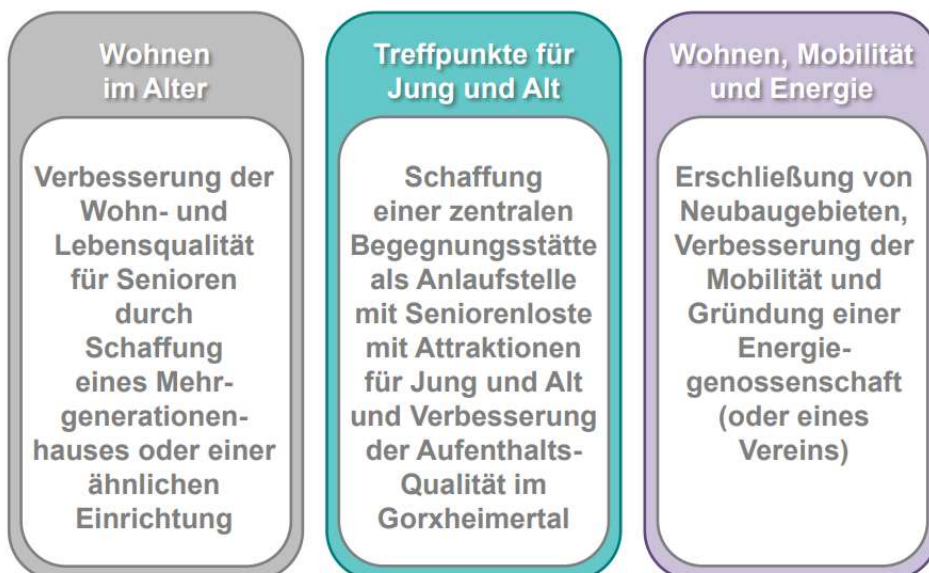 Wohnen
im Alter
Verbesserung der
Wohn- und
Lebensqualität
für Senioren
durch
Schaffung
eines Mehr-
generationen-
hauses oder einer
ähnlichen
Einrichtung
Treffpunkte für
Jung und Alt
Schaffung
einer zentralen
Begegnungsstätte
als Anlaufstelle
mit Seniorenloste
mit Attraktionen
für Jung und Alt
und Verbesserung
der Aufenthalts-
Qualität im
Gorxheimertal
Wohnen, Mobilität
und Energie
Erschließung von
Neubaugebieten,
Verbesserung der
Mobilität und
Gründung einer
Energie-
genossenschaft
(oder eines
Vereins)